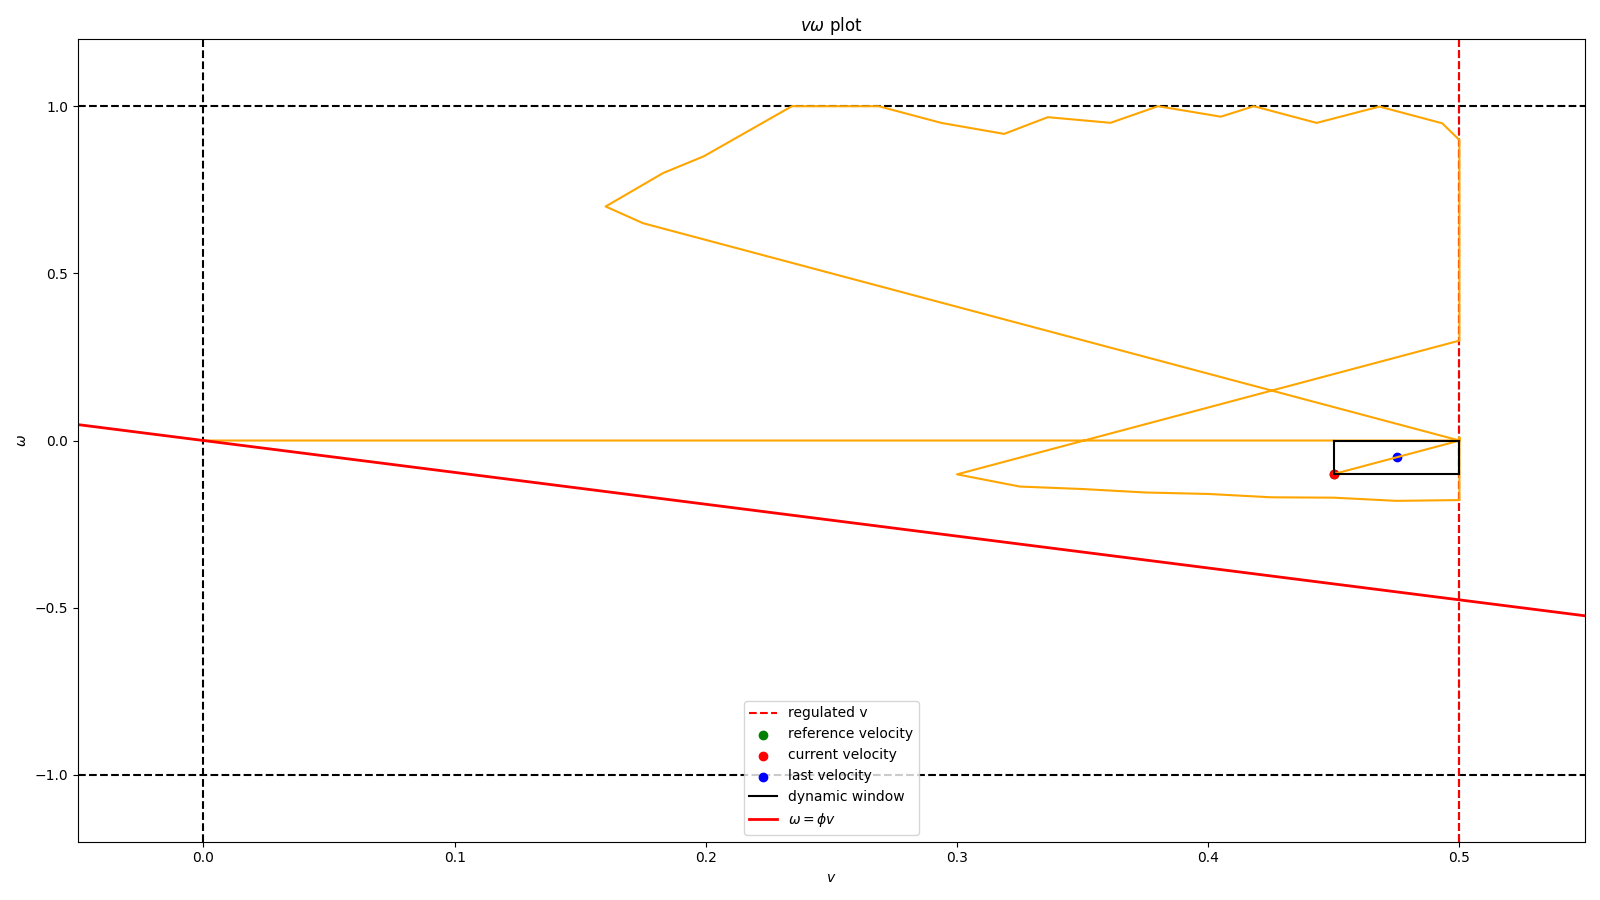 vω plot
1.0
0.5
0.0
−0.5
−1.0
ω
0.0
0.1
0.2
0.3
0.4
0.5
v
regulated v
reference velocity
current velocity
last velocity
dynamic window
ω = ϕv